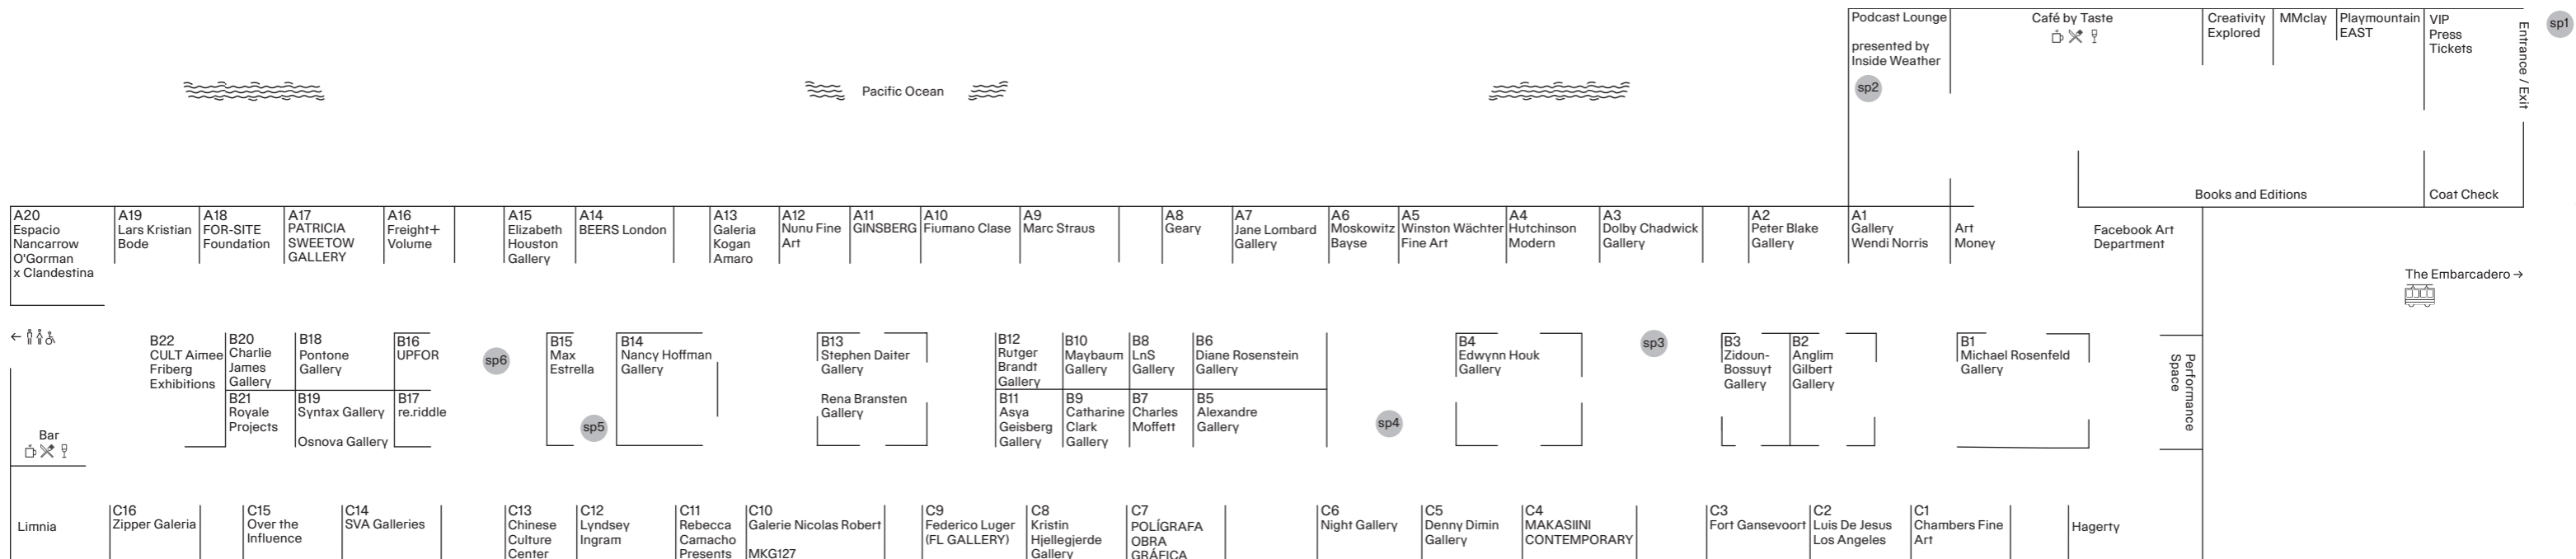 Podcast Lounge
presented by
Inside Weather
sp2
Café by Taste
Creativity
Explored
MMclay
Playmountain
EAST
VIP
Press
Tickets
Entrance / Exit
sp1
Pacific Ocean
Books and Editions
Coat Check
A20
Espacio
Nancarrow
O'Gorman
x Clandestina
A19
Lars Kristian
Bode
A18
FOR-SITE
Foundation
A17
PATRICIA
SWEETOW
GALLERY
A16
Freight+
Volume
A15
Elizabeth
Houston
Gallery
A14
BEERS London
A13
Galeria
Kogan
Amaro
A12
Nunu Fine
Art
A11
GINSBERG
A10
Fiumano Clase
A9
Marc Straus
A8
Geary
A7
Jane Lombard
Gallery
A6
Moskowitz
Bayse
A5
Winston Wächter
Fine Art
A4
Hutchinson
Modern
A3
Dolby Chadwick
Gallery
A2
Peter Blake
Gallery
A1
Gallery
Wendi Norris
Art
Money
Facebook Art
Department
The Embarcadero →
←
B22
CULT Aimee
Friberg
Exhibitions
B20
Charlie
James
Gallery
B18
Pontone
Gallery
B16
UPFOR
B21
Royale
Projects
B19
Syntax Gallery
Osnova Gallery
B17
re.riddle
sp6
B15
Max
Estrella
sp5
B14
Nancy Hoffman
Gallery
B13
Stephen Daiter
Gallery
Rena Bransten
Gallery
B12
Rutger
Brandt
Gallery
B10
Maybaum
Gallery
B8
LnS
Gallery
B6
Diane Rosenstein
Gallery
B11
Asya
Geisberg
Gallery
B9
Catharine
Clark
Gallery
B7
Charles
Moffett
B5
Alexandre
Gallery
sp4
B4
Edwynn Houk
Gallery
sp3
B3
Zidoun-
Bossuyt
Gallery
B2
Anglim
Gilbert
Gallery
B1
Michael Rosenfeld
Gallery
Performance
Space
Bar
Limnia
C16
Zipper Galeria
C15
Over the
Influence
C14
SVA Galleries
C13
Chinese
Culture
Center
C12
Lyndsey
Ingram
C11
Rebecca
Camacho
Presents
C10
Galerie Nicolas Robert
MKG127
C9
Federico Luger
(FL GALLERY)
C8
Kristin
Hjellegjerde
Gallery
C7
POLÍGRAFA
OBRA
GRÁFICA
C6
Night Gallery
C5
Denny Dimin
Gallery
C4
MAKASIINI
CONTEMPORARY
C3
Fort Gansevoort
C2
Luis De Jesus
Los Angeles
C1
Chambers Fine
Art
Hagerty